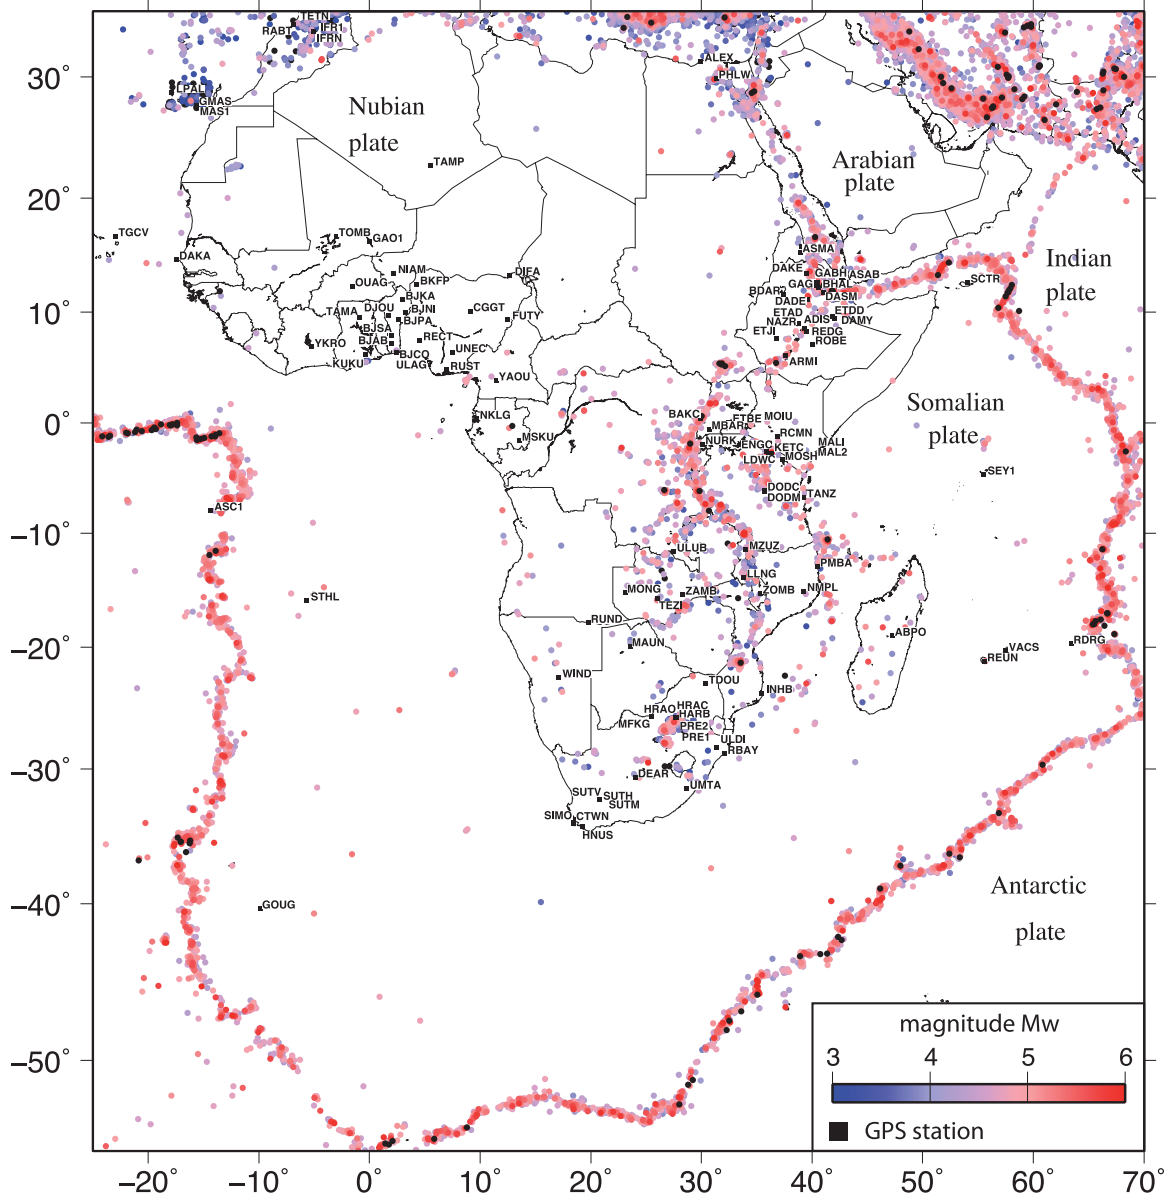 TETN
RABT
IFR1
IFRN
ALEX
PHLW
30°
LPAL
GMAS
MAS1
Nubian
plate
TAMP
Arabian
plate
20°
TGCV
DAKA
TOMB
GAO1
ASMA
Indian
plate
NIAM
DIFA
OUAG
BKFP
DAKE
GABH
ASAB
GAG
BHAL
SCTR
BJKA
BDAR
DASM
10°
TAMA
DJOU
BJNI
CGGT
FUTY
DADE
ETAD
ETDD
BJPA
NAZR
ADIS
DAMY
BJSA
ETJI
REDG
YKRO
BJAB
RECT
ROBE
KUKU
BJCQ
UNEC
ULAG
RUST
ARMI
YAOU
Somalian
plate
0°
NKLG
MSKU
BAKC
MBAR
ETBE
MOIU
RCMN
NURK
ENGC
KETC
MALI
MAL2
LDWC
MOSH
SEY1
DODC
DODM
TANZ
ASC1
−10°
ULUB
MZUZ
PMBA
LLNG
STHL
MONG
ZAMB
ZOMB
NMPL
TEZI
RUND
ABPO
−20°
MAUN
VACS
RDRG
REUN
WIND
TDOU
INHB
HRAO
HRAC
HARB
MFKG
PRE2
PRE1
ULDI
RBAY
−30°
DEAR
UMTA
SUTV
SUTH
SUTM
SIMO
CTWN
HNUS
−40°
GOUG
Antarctic
plate
−50°
magnitude Mw
3 4 5 6
GPS station
−20° −10° 0° 10° 20° 30° 40° 50° 60° 70°